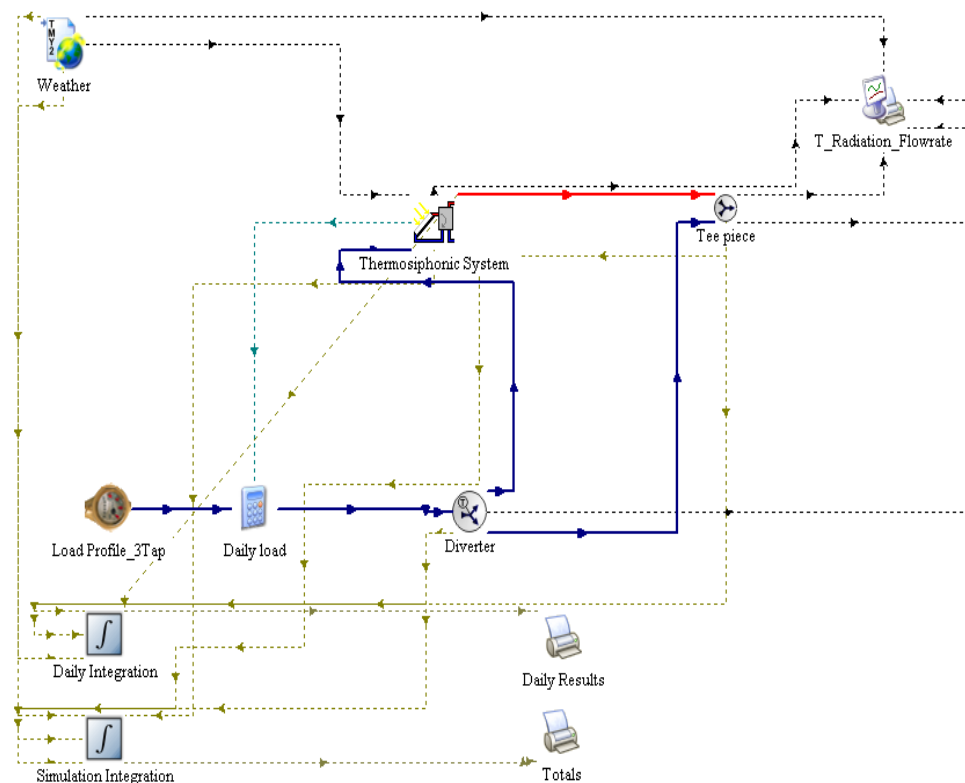 TMY2
Weather
T_Radiation_Flowrate
Tee piece
Thermosiphonic System
T
Load Profile_3Tap
Daily load
Diverter
∫
Daily Integration
Daily Results
∫
Simulation Integration
Totals